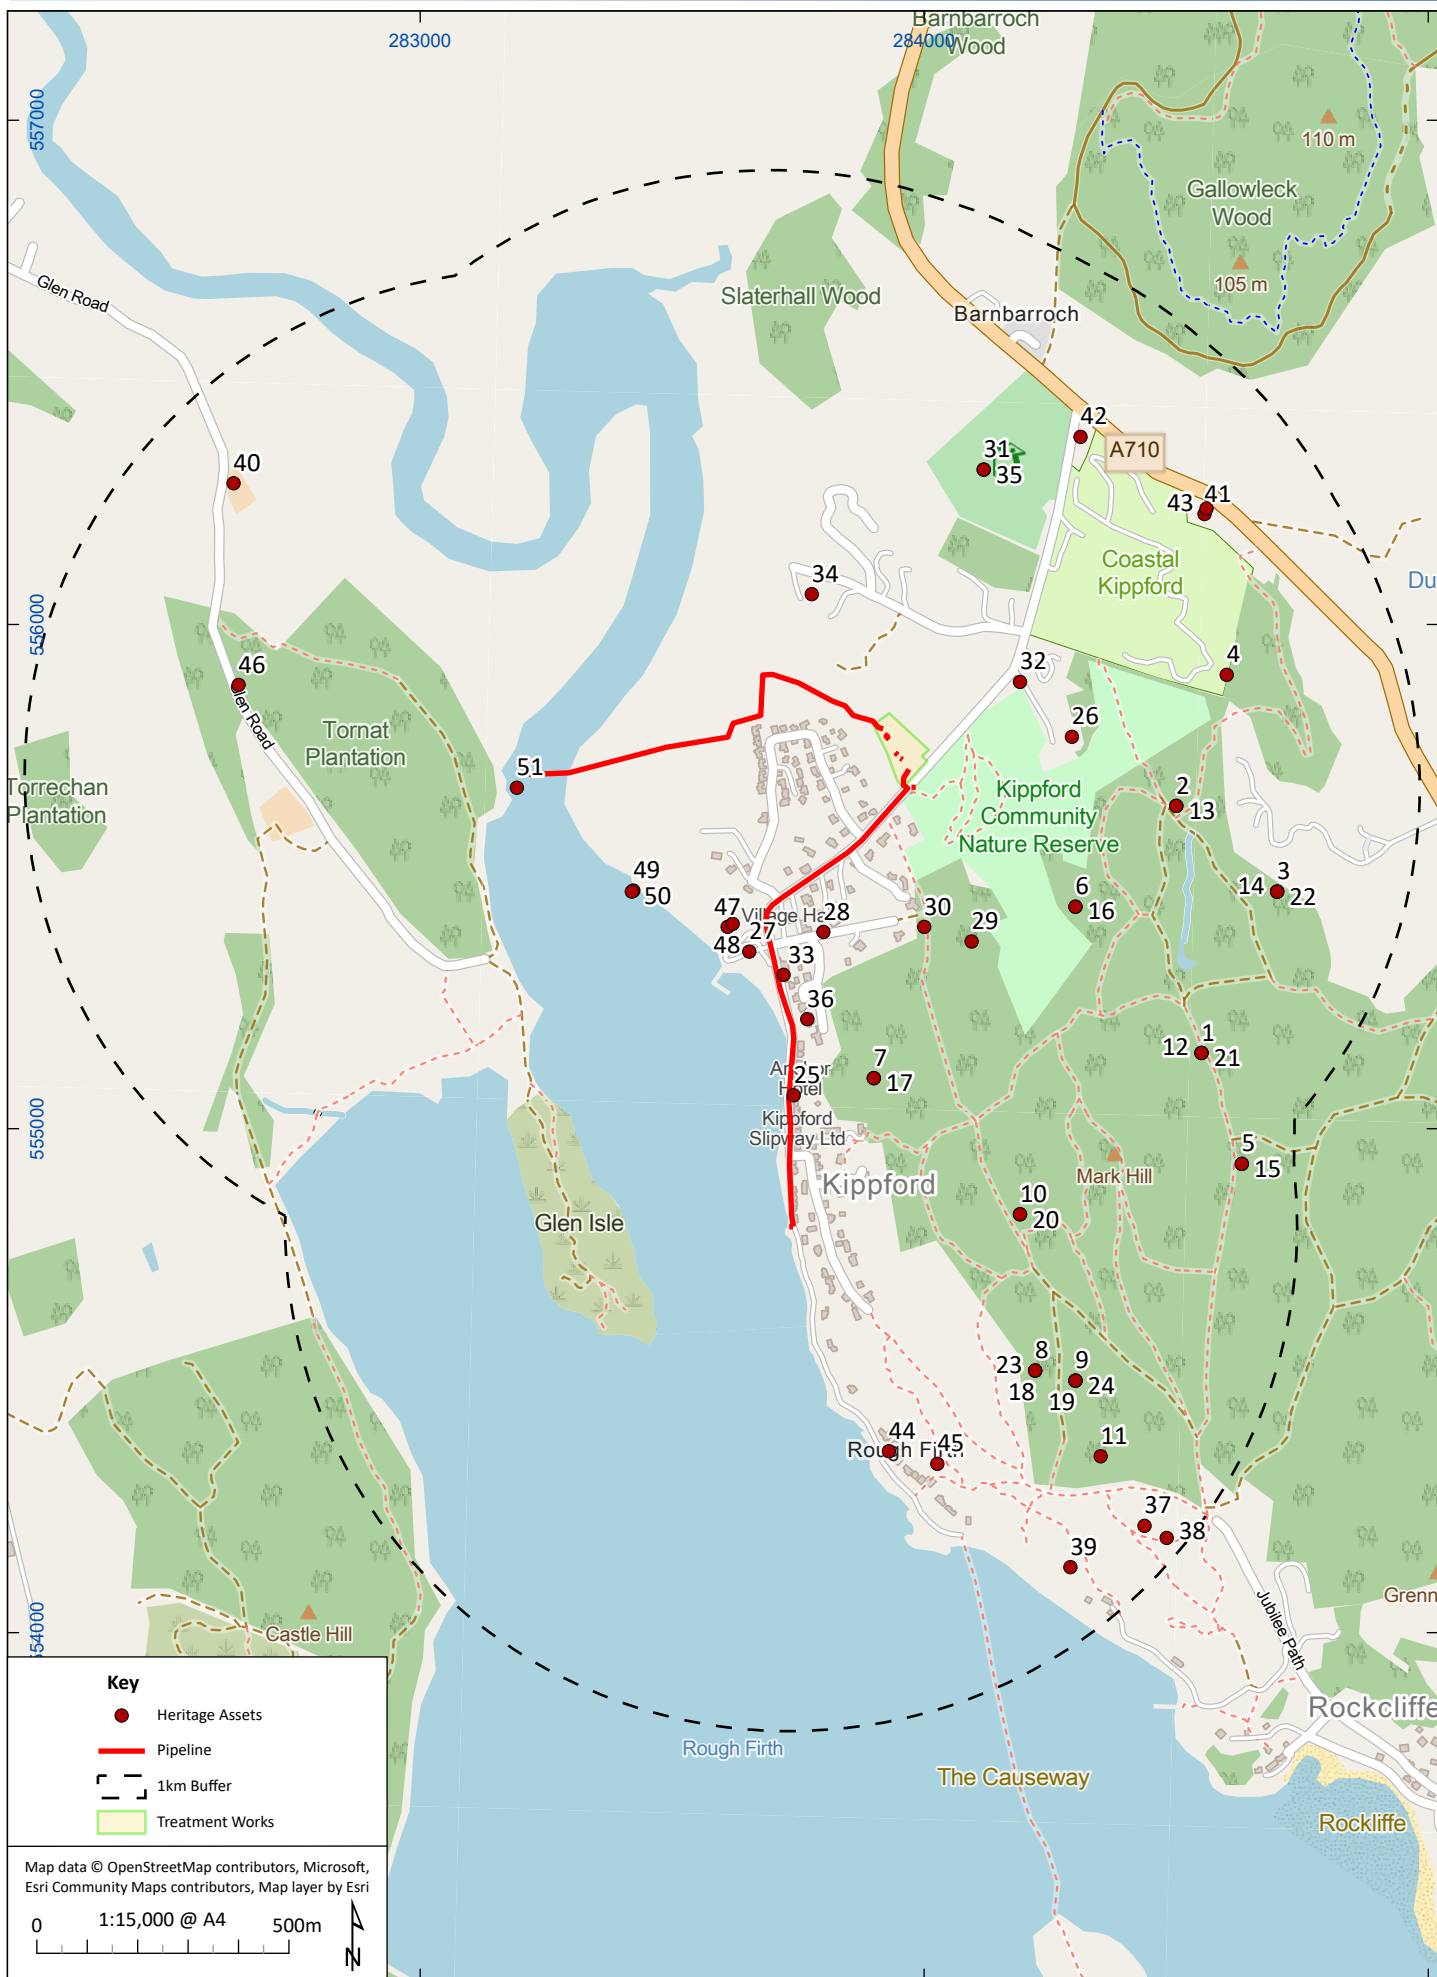 283000
284000
Barnbarroch
Wood
557000
110 m
Gallowleck
Wood
105 m
Glen Road
Slaterhall Wood
Barnbarroch
42
A710
31
35
40
43
41
Coastal
Kippford
34
556000
32
4
46
Glen Road
Tornat
Plantation
26
51
Torrechan
Plantation
Kippford
Community
Nature Reserve
2
13
49
50
3
14
22
6
16
47
Village Ha
28
30
29
48
27
33
36
1
12
21
7
17
25
Hotel
Kippford
Slipway Ltd
555000
5
15
Mark Hill
Kippford
10
20
Glen Isle
8
23
18
9
24
19
44
Rough Firth
45
11
37
38
39
Jubilee Path
Grenn
554000
Castle Hill
Rockcliffe
Rough Firth
The Causeway
Rockliffe
Key
Heritage Assets
Pipeline
1km Buffer
Treatment Works
Map data © OpenStreetMap contributors, Microsoft,
Esri Community Maps contributors, Map layer by Esri
0 1:15,000 @ A4 500m
N